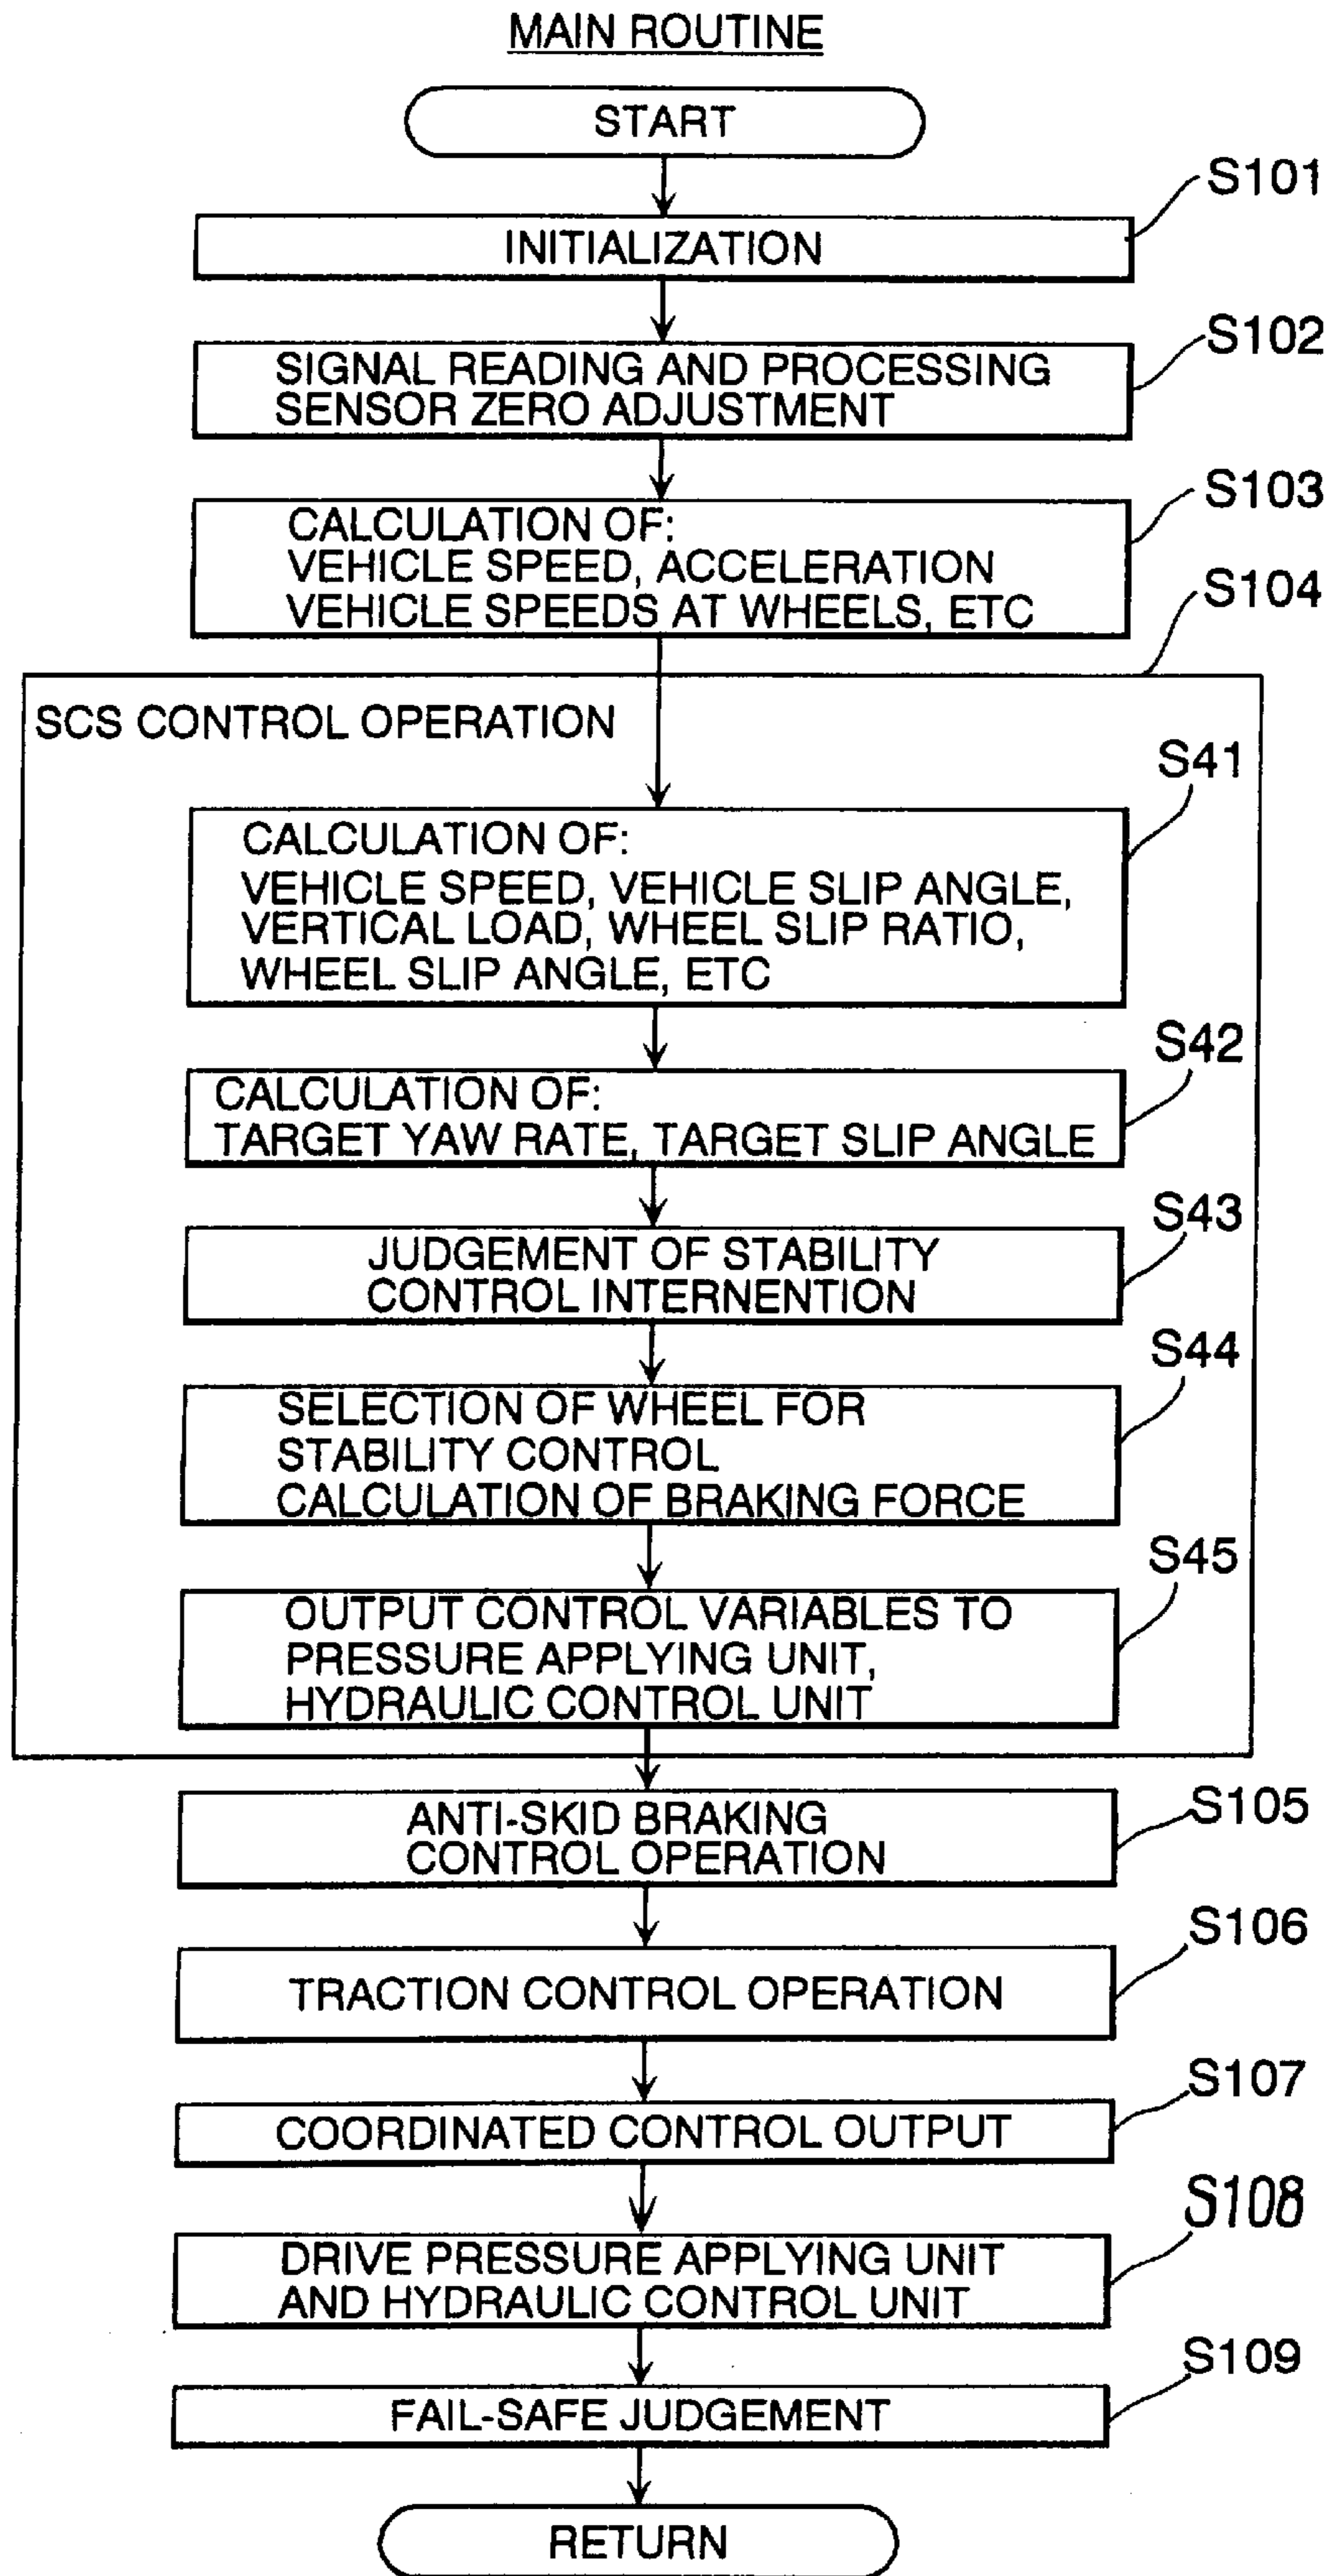 MAIN ROUTINE
START
S101
INITIALIZATION
S102
SIGNAL READING AND PROCESSING
SENSOR ZERO ADJUSTMENT
S103
CALCULATION OF:
VEHICLE SPEED, ACCELERATION
VEHICLE SPEEDS AT WHEELS, ETC
S104
SCS CONTROL OPERATION
S41
CALCULATION OF:
VEHICLE SPEED, VEHICLE SLIP ANGLE,
VERTICAL LOAD, WHEEL SLIP RATIO,
WHEEL SLIP ANGLE, ETC
S42
CALCULATION OF:
TARGET YAW RATE, TARGET SLIP ANGLE
S43
JUDGEMENT OF STABILITY
CONTROL INTERNENTION
S44
SELECTION OF WHEEL FOR
STABILITY CONTROL
CALCULATION OF BRAKING FORCE
S45
OUTPUT CONTROL VARIABLES TO
PRESSURE APPLYING UNIT,
HYDRAULIC CONTROL UNIT
S105
ANTI-SKID BRAKING
CONTROL OPERATION
S106
TRACTION CONTROL OPERATION
S107
COORDINATED CONTROL OUTPUT
S108
DRIVE PRESSURE APPLYING UNIT
AND HYDRAULIC CONTROL UNIT
S109
FAIL-SAFE JUDGEMENT
RETURN